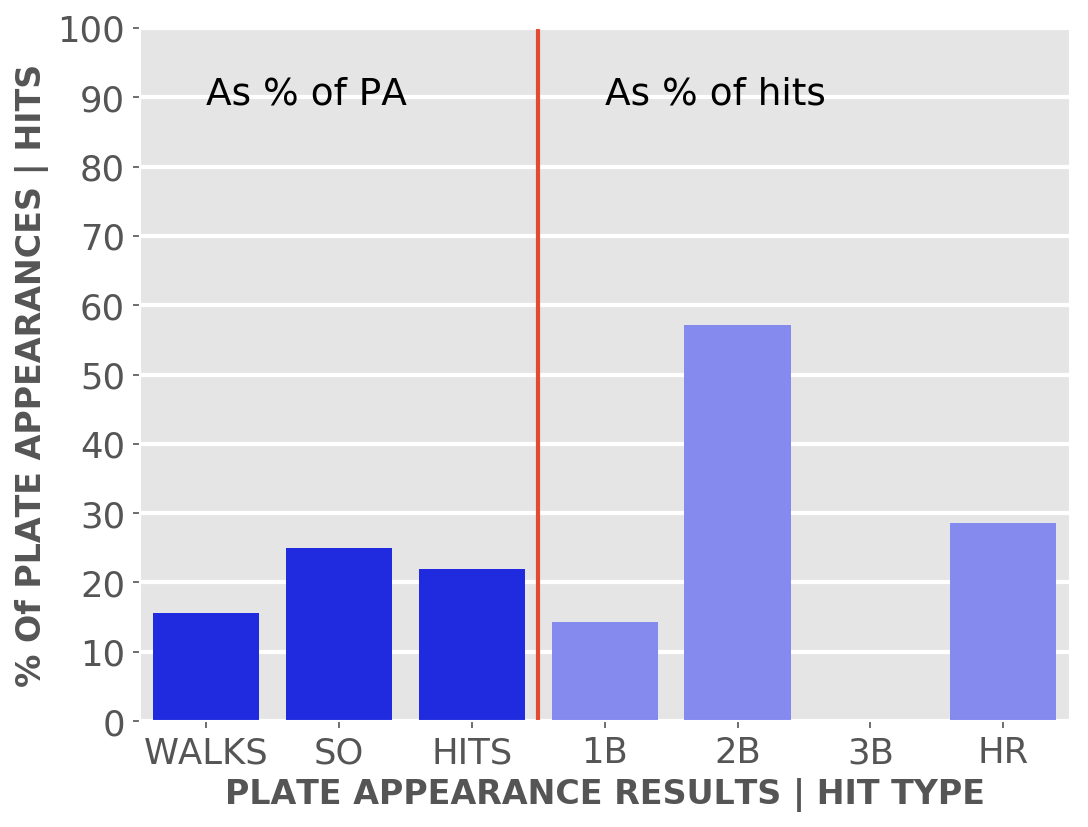 100
90
80
70
60
50
40
30
20
10
0
% Of PLATE APPEARANCES | HITS
As % of PA
As % of hits
WALKS SO HITS 1B 2B 3B HR
PLATE APPEARANCE RESULTS | HIT TYPE